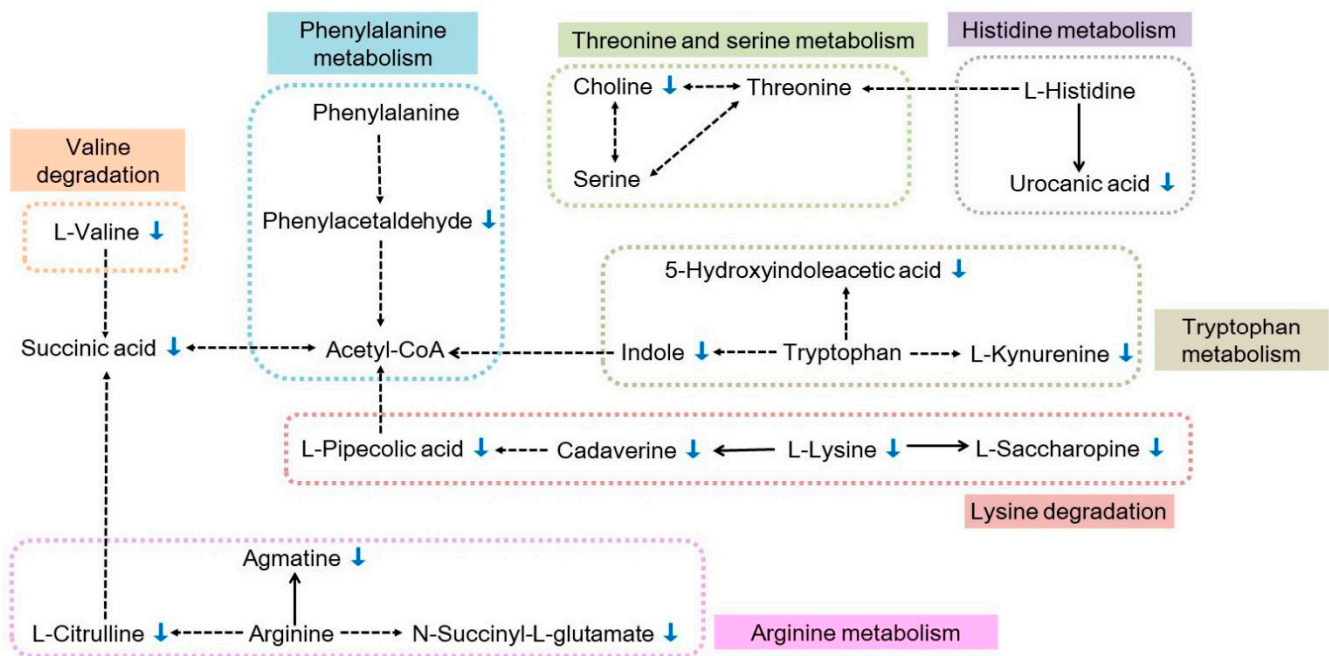 Phenylalanine
metabolism
Threonine and serine metabolism
Histidine metabolism
Choline
Threonine
L-Histidine
Phenylalanine
Valine
degradation
Serine
Urocanic acid
L-Valine
Phenylacetaldehyde
5-Hydroxyindoleacetic acid
Succinic acid
Acetyl-CoA
Indole
Tryptophan
L-Kynurenine
Tryptophan
metabolism
L-Pipecolic acid
Cadaverine
L-Lysine
L-Saccharopine
Lysine degradation
Agmatine
L-Citrulline
Arginine
N-Succinyl-L-glutamate
Arginine metabolism